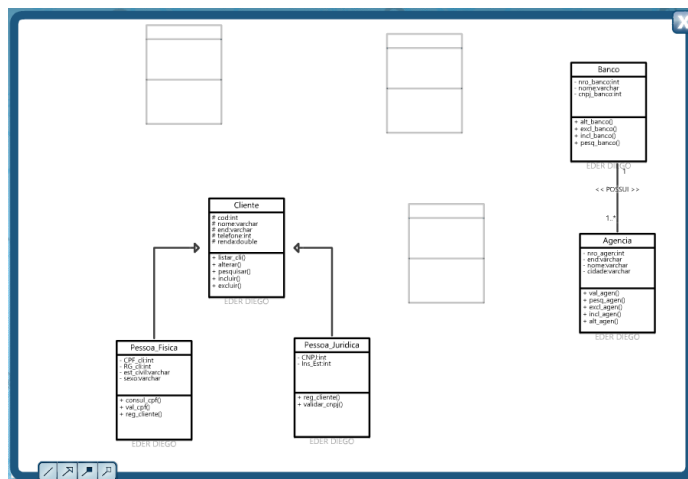 Banco
- nro_banco:int
- nome:varchar
- cnpj_banco:int
+ alt_banco()
+ excl_banco()
+ incl_banco()
+ pesq_banco()
EDER DIEGO
1
<< POSSUI >>
1..*
Agencia
- nro_agen:int
- end:varchar
- nome:varchar
- cidade:varchar
+ val_agen()
+ pesq_agen()
+ excl_agen()
+ incl_agen()
+ alt_agen()
EDER DIEGO
Cliente
# cod:int
# nome:varchar
# end:varchar
# telefone:int
# renda:double
+ listar_cli()
+ alterar()
+ pesquisar()
+ incluir()
+ excluir()
EDER DIEGO
Pessoa_Fisica
- CPF_cli:int
- RG_cli:int
- est_civil:varchar
- sexo:varchar
+ consul_cpf()
+ val_cpf()
+ reg_cliente()
EDER DIEGO
Pessoa_Juridica
- CNPJ:int
- Ins_Est:int
+ reg_cliente()
+ validar_cnpj()
EDER DIEGO
X